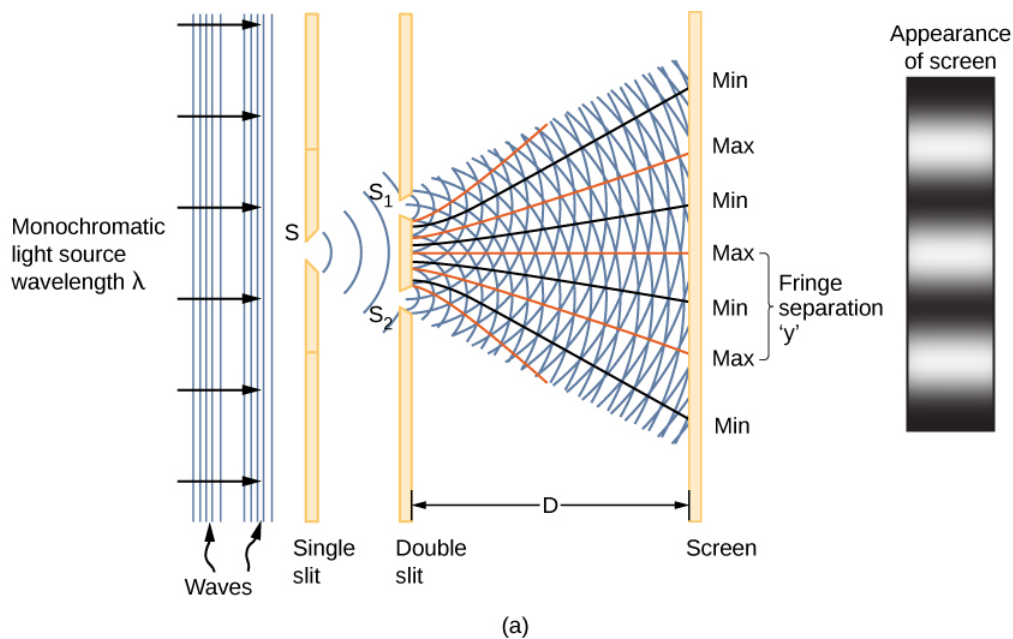 Monochromatic
light source
wavelength λ
Waves
S
Single
slit
S₁
S₂
Double
slit
D
Min
Max
Min
Max
Min
Max
Min
Fringe
separation
‘y’
Screen
Appearance
of screen
(a)